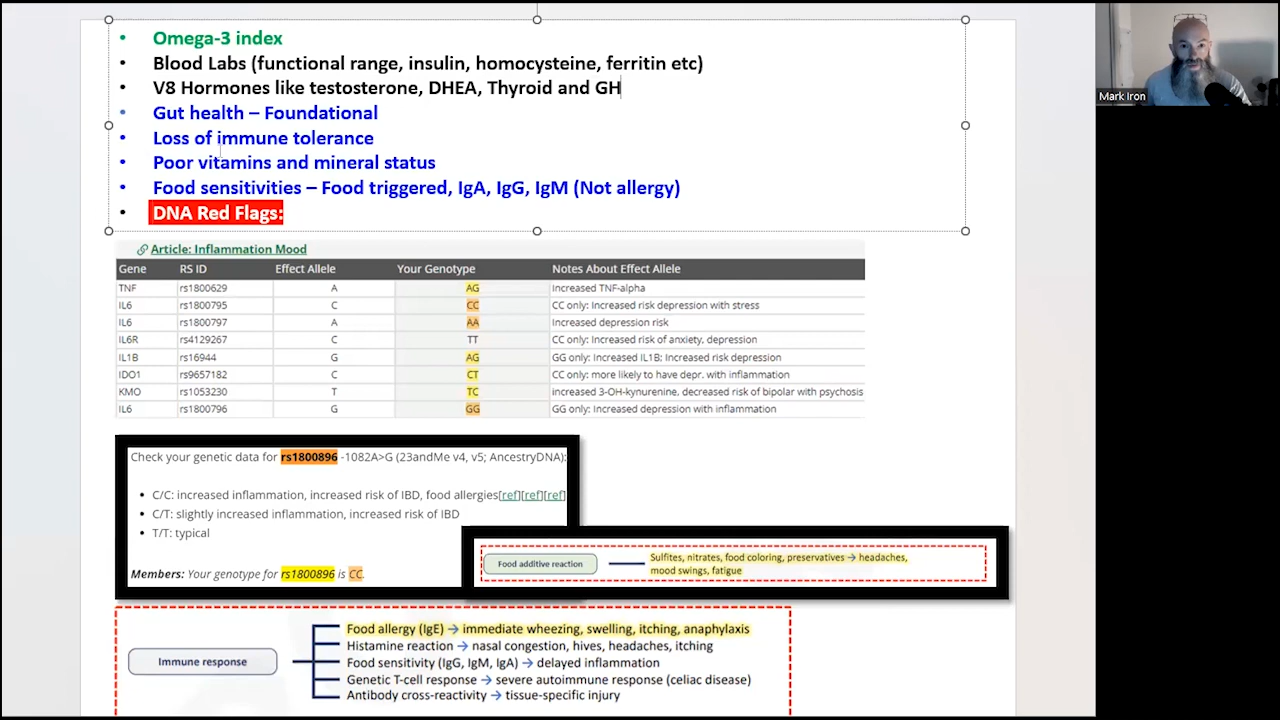 • Omega-3 index
• Blood Labs (functional range, insulin, homocysteine, ferritin etc)
• V8 Hormones like testosterone, DHEA, Thyroid and GH
• Gut health – Foundational
• Loss of immune tolerance
• Poor vitamins and mineral status
• Food sensitivities – Food triggered, IgA, IgG, IgM (Not allergy)
• DNA Red Flags:
Mark Iron
Article: Inflammation Mood
Gene RS ID Effect Allele Your Genotype Notes About Effect Allele
TNF rs1800629 A AG Increased TNF-alpha
IL6 rs1800795 C CC CC only: Increased risk depression with stress
IL6 rs1800797 A AA Increased depression risk
IL6R rs4129267 C TT CC only: Increased risk of anxiety, depression
IL1B rs16944 G AG GG only: Increased IL1B; Increased risk depression
IDO1 rs9657182 C CT CC only: more likely to have depr. with inflammation
KMO rs1053230 T TC increased 3-OH-kynurenine, decreased risk of bipolar with psychosis
IL6 rs1800796 G GG GG only: Increased depression with inflammation
Check your genetic data for rs1800896 -1082A>G (23andMe v4, v5; AncestryDNA):
• C/C: increased inflammation, increased risk of IBD, food allergies[ref][ref][ref]
• C/T: slightly increased inflammation, increased risk of IBD
• T/T: typical
Members: Your genotype for rs1800896 is CC.
Food additive reaction
Sulfites, nitrates, food coloring, preservatives → headaches,
mood swings, fatigue
Immune response
Food allergy (IgE) → immediate wheezing, swelling, itching, anaphylaxis
Histamine reaction → nasal congestion, hives, headaches, itching
Food sensitivity (IgG, IgM, IgA) → delayed inflammation
Genetic T-cell response → severe autoimmune response (celiac disease)
Antibody cross-reactivity → tissue-specific injury